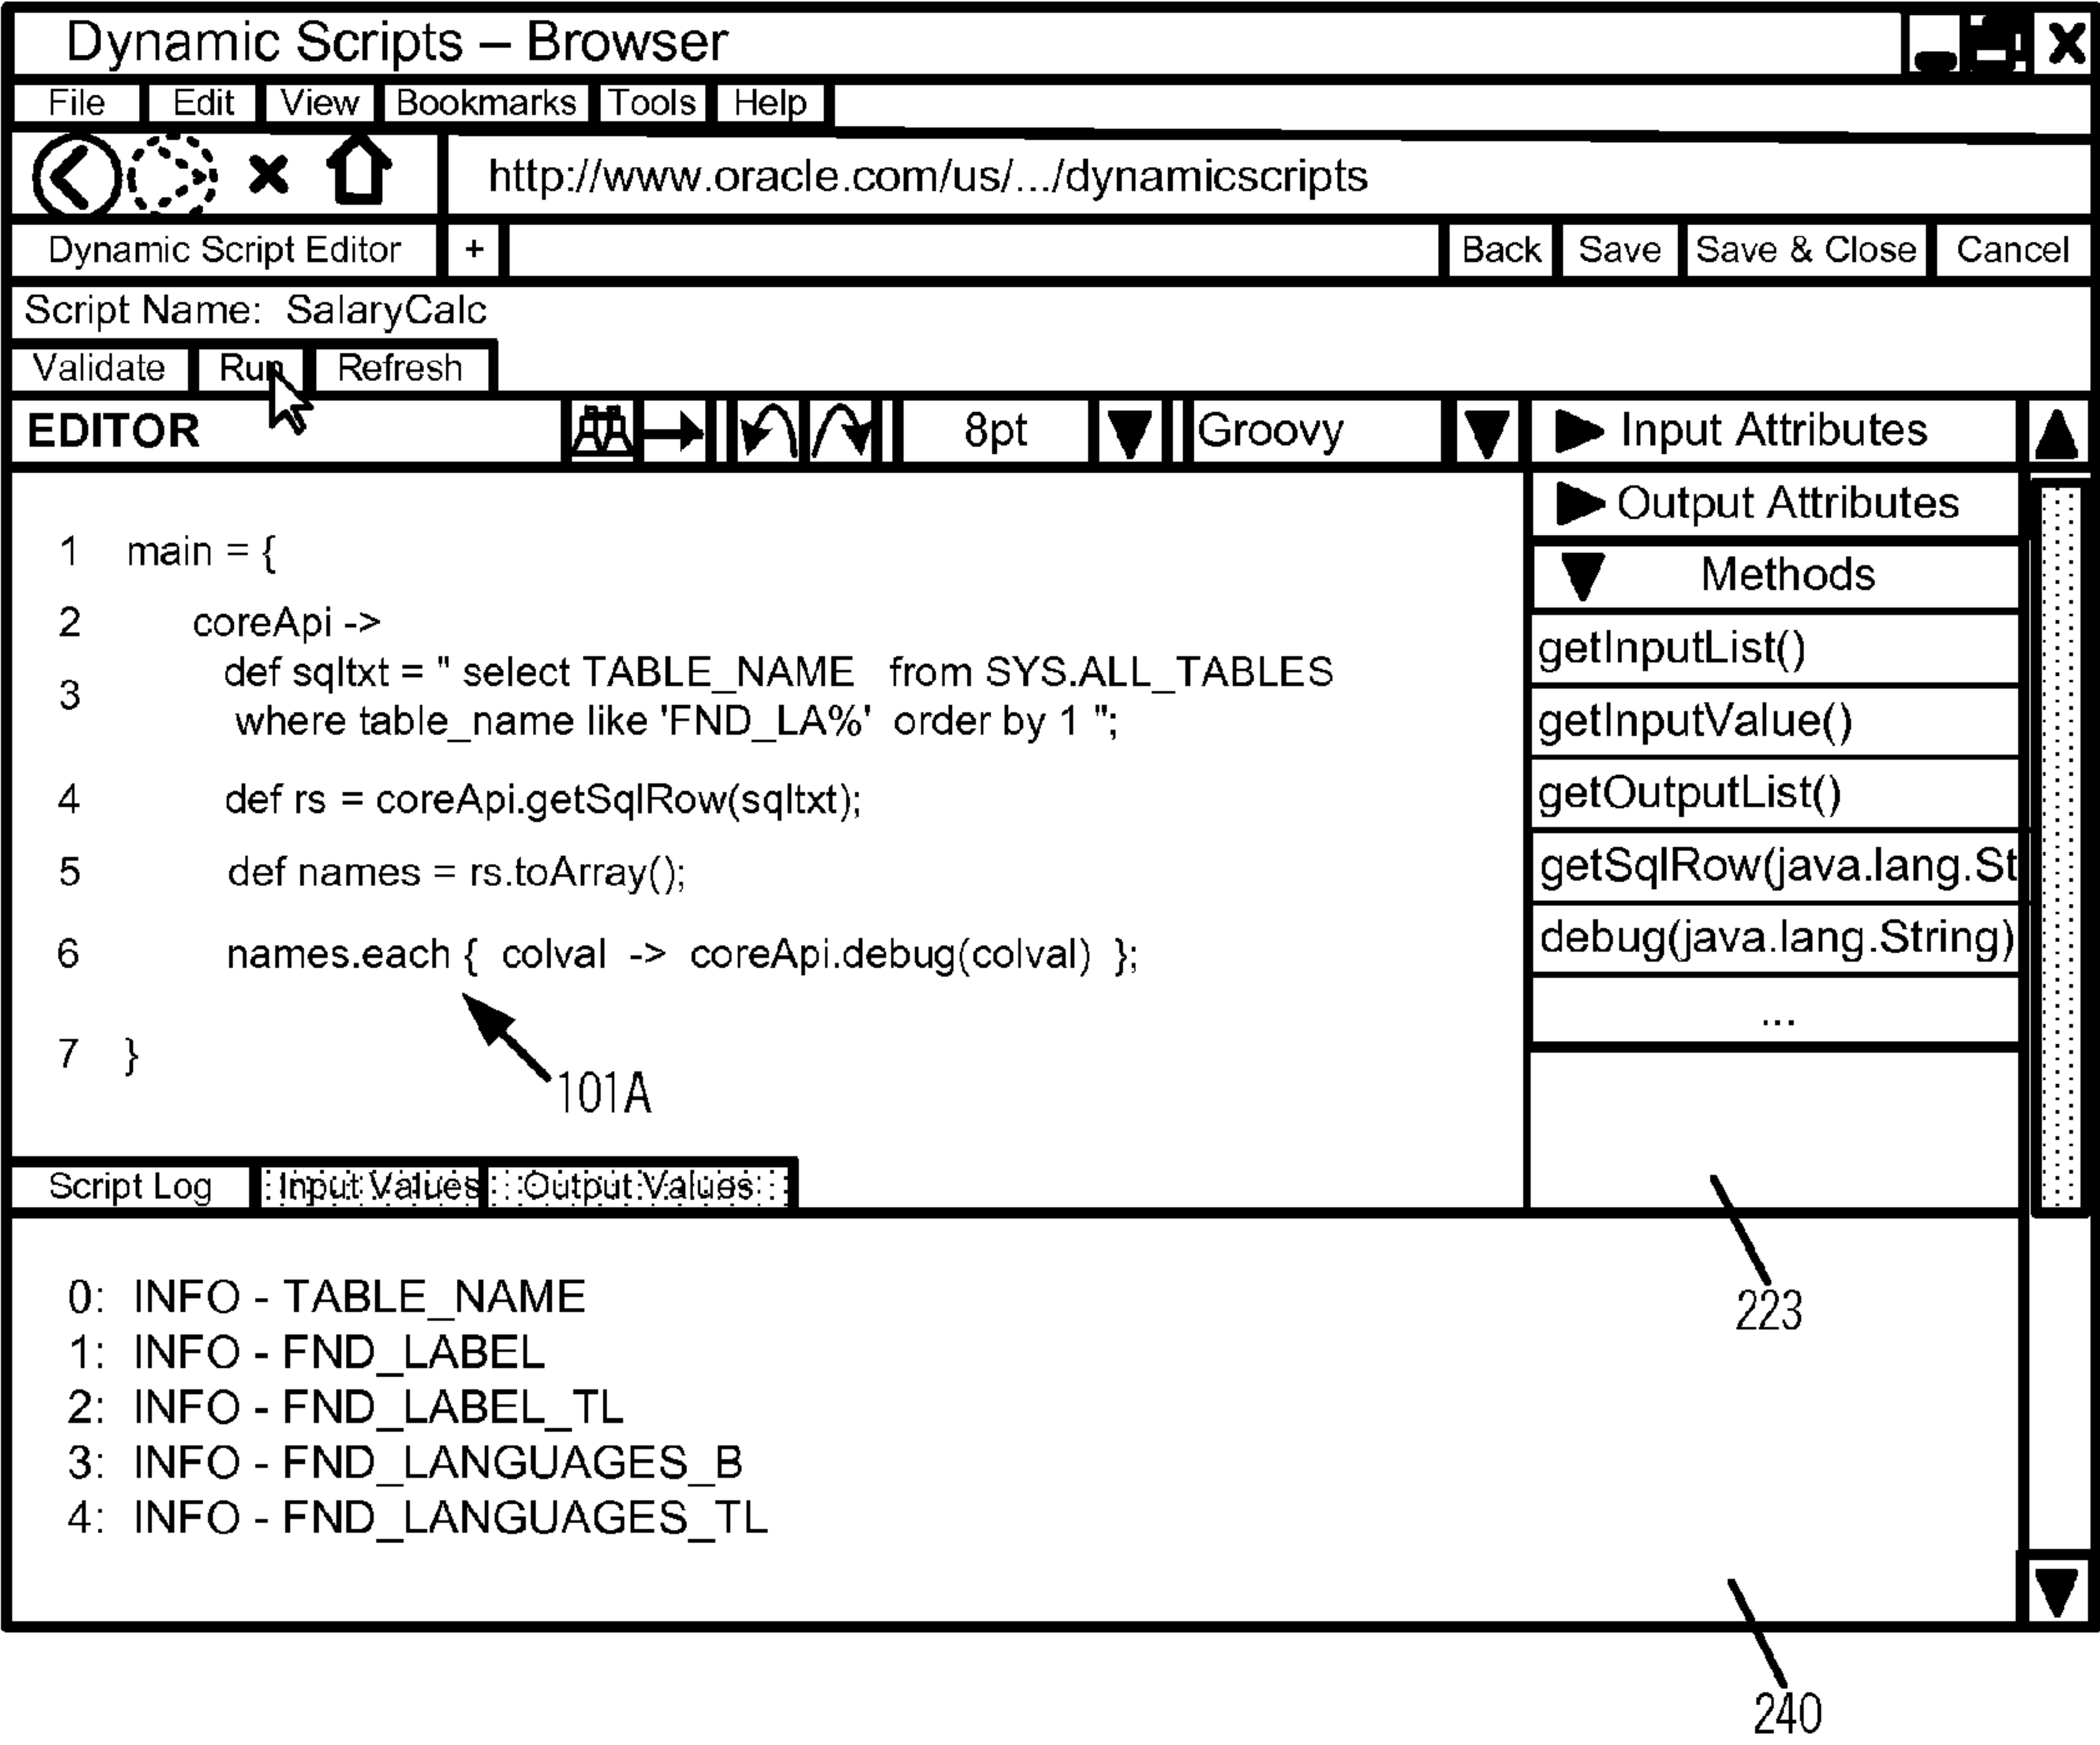 Dynamic Scripts – Browser
File Edit View Bookmarks Tools Help
http://www.oracle.com/us/.../dynamicscripts
Dynamic Script Editor + Back Save Save & Close Cancel
Script Name: SalaryCalc
Validate Run Refresh
EDITOR 8pt Groovy Input Attributes
Output Attributes
Methods
getInputList()
getInputValue()
getOutputList()
getSqlRow(java.lang.St
debug(java.lang.String)
...
1 main = {
2 coreApi ->
3 def sqltxt = " select TABLE_NAME from SYS.ALL_TABLES
where table_name like 'FND_LA%' order by 1 ";
4 def rs = coreApi.getSqlRow(sqltxt);
5 def names = rs.toArray();
6 names.each { colval -> coreApi.debug(colval) };
7 }
101A
Script Log Input Values Output Values
223
0: INFO - TABLE_NAME
1: INFO - FND_LABEL
2: INFO - FND_LABEL_TL
3: INFO - FND_LANGUAGES_B
4: INFO - FND_LANGUAGES_TL
240